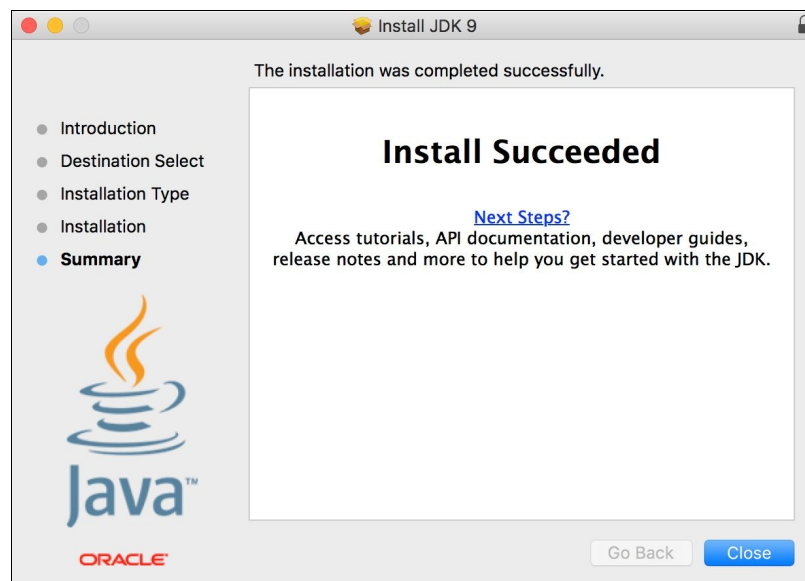 Install JDK 9
The installation was completed successfully.
Introduction
Destination Select
Installation Type
Installation
Summary
Install Succeeded
Next Steps?
Access tutorials, API documentation, developer guides,
release notes and more to help you get started with the JDK.
Java™
ORACLE®
Go Back
Close